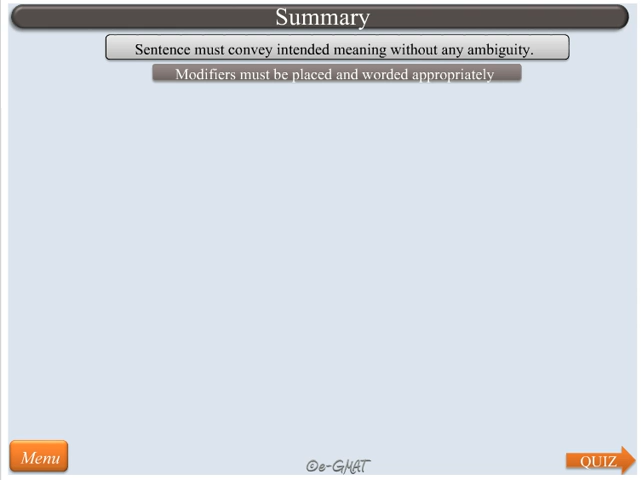 Summary
Sentence must convey intended meaning without any ambiguity.
Modifiers must be placed and worded appropriately
Menu
©e-GMAT
QUIZ